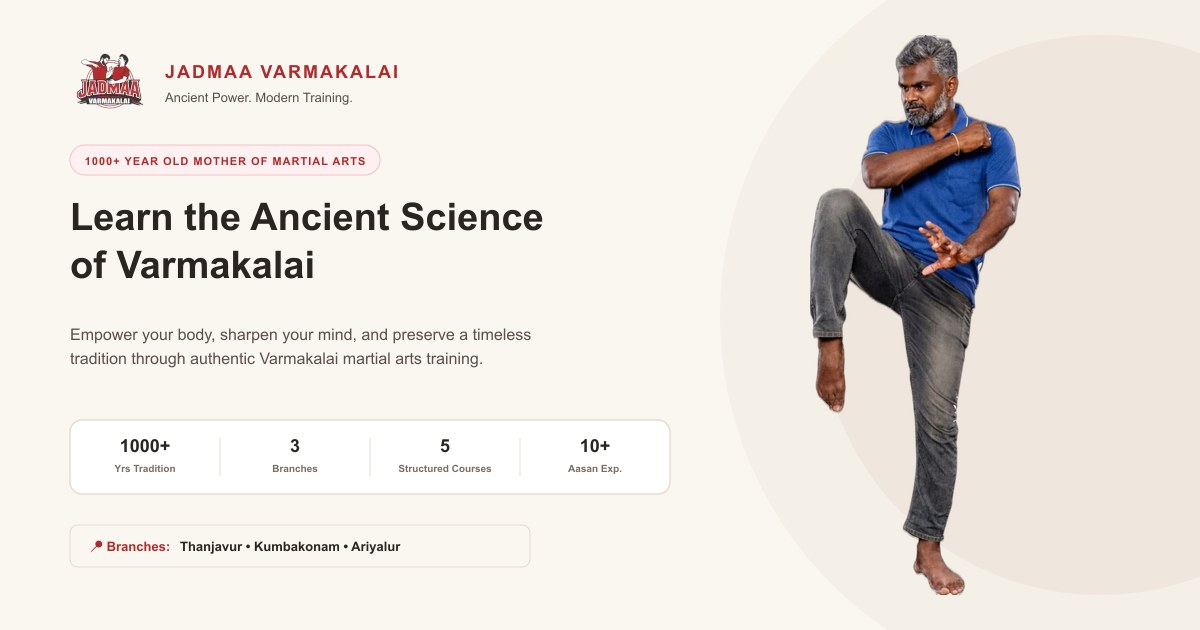 JADMAA
VARMAKALAI
JADMAA VARMAKALAI
Ancient Power. Modern Training.
1000+ YEAR OLD MOTHER OF MARTIAL ARTS
Learn the Ancient Science
of Varmakalai
Empower your body, sharpen your mind, and preserve a timeless
tradition through authentic Varmakalai martial arts training.
1000+ 3 5 10+
Yrs Tradition Branches Structured Courses Aasan Exp.
Branches: Thanjavur • Kumbakonam • Ariyalur